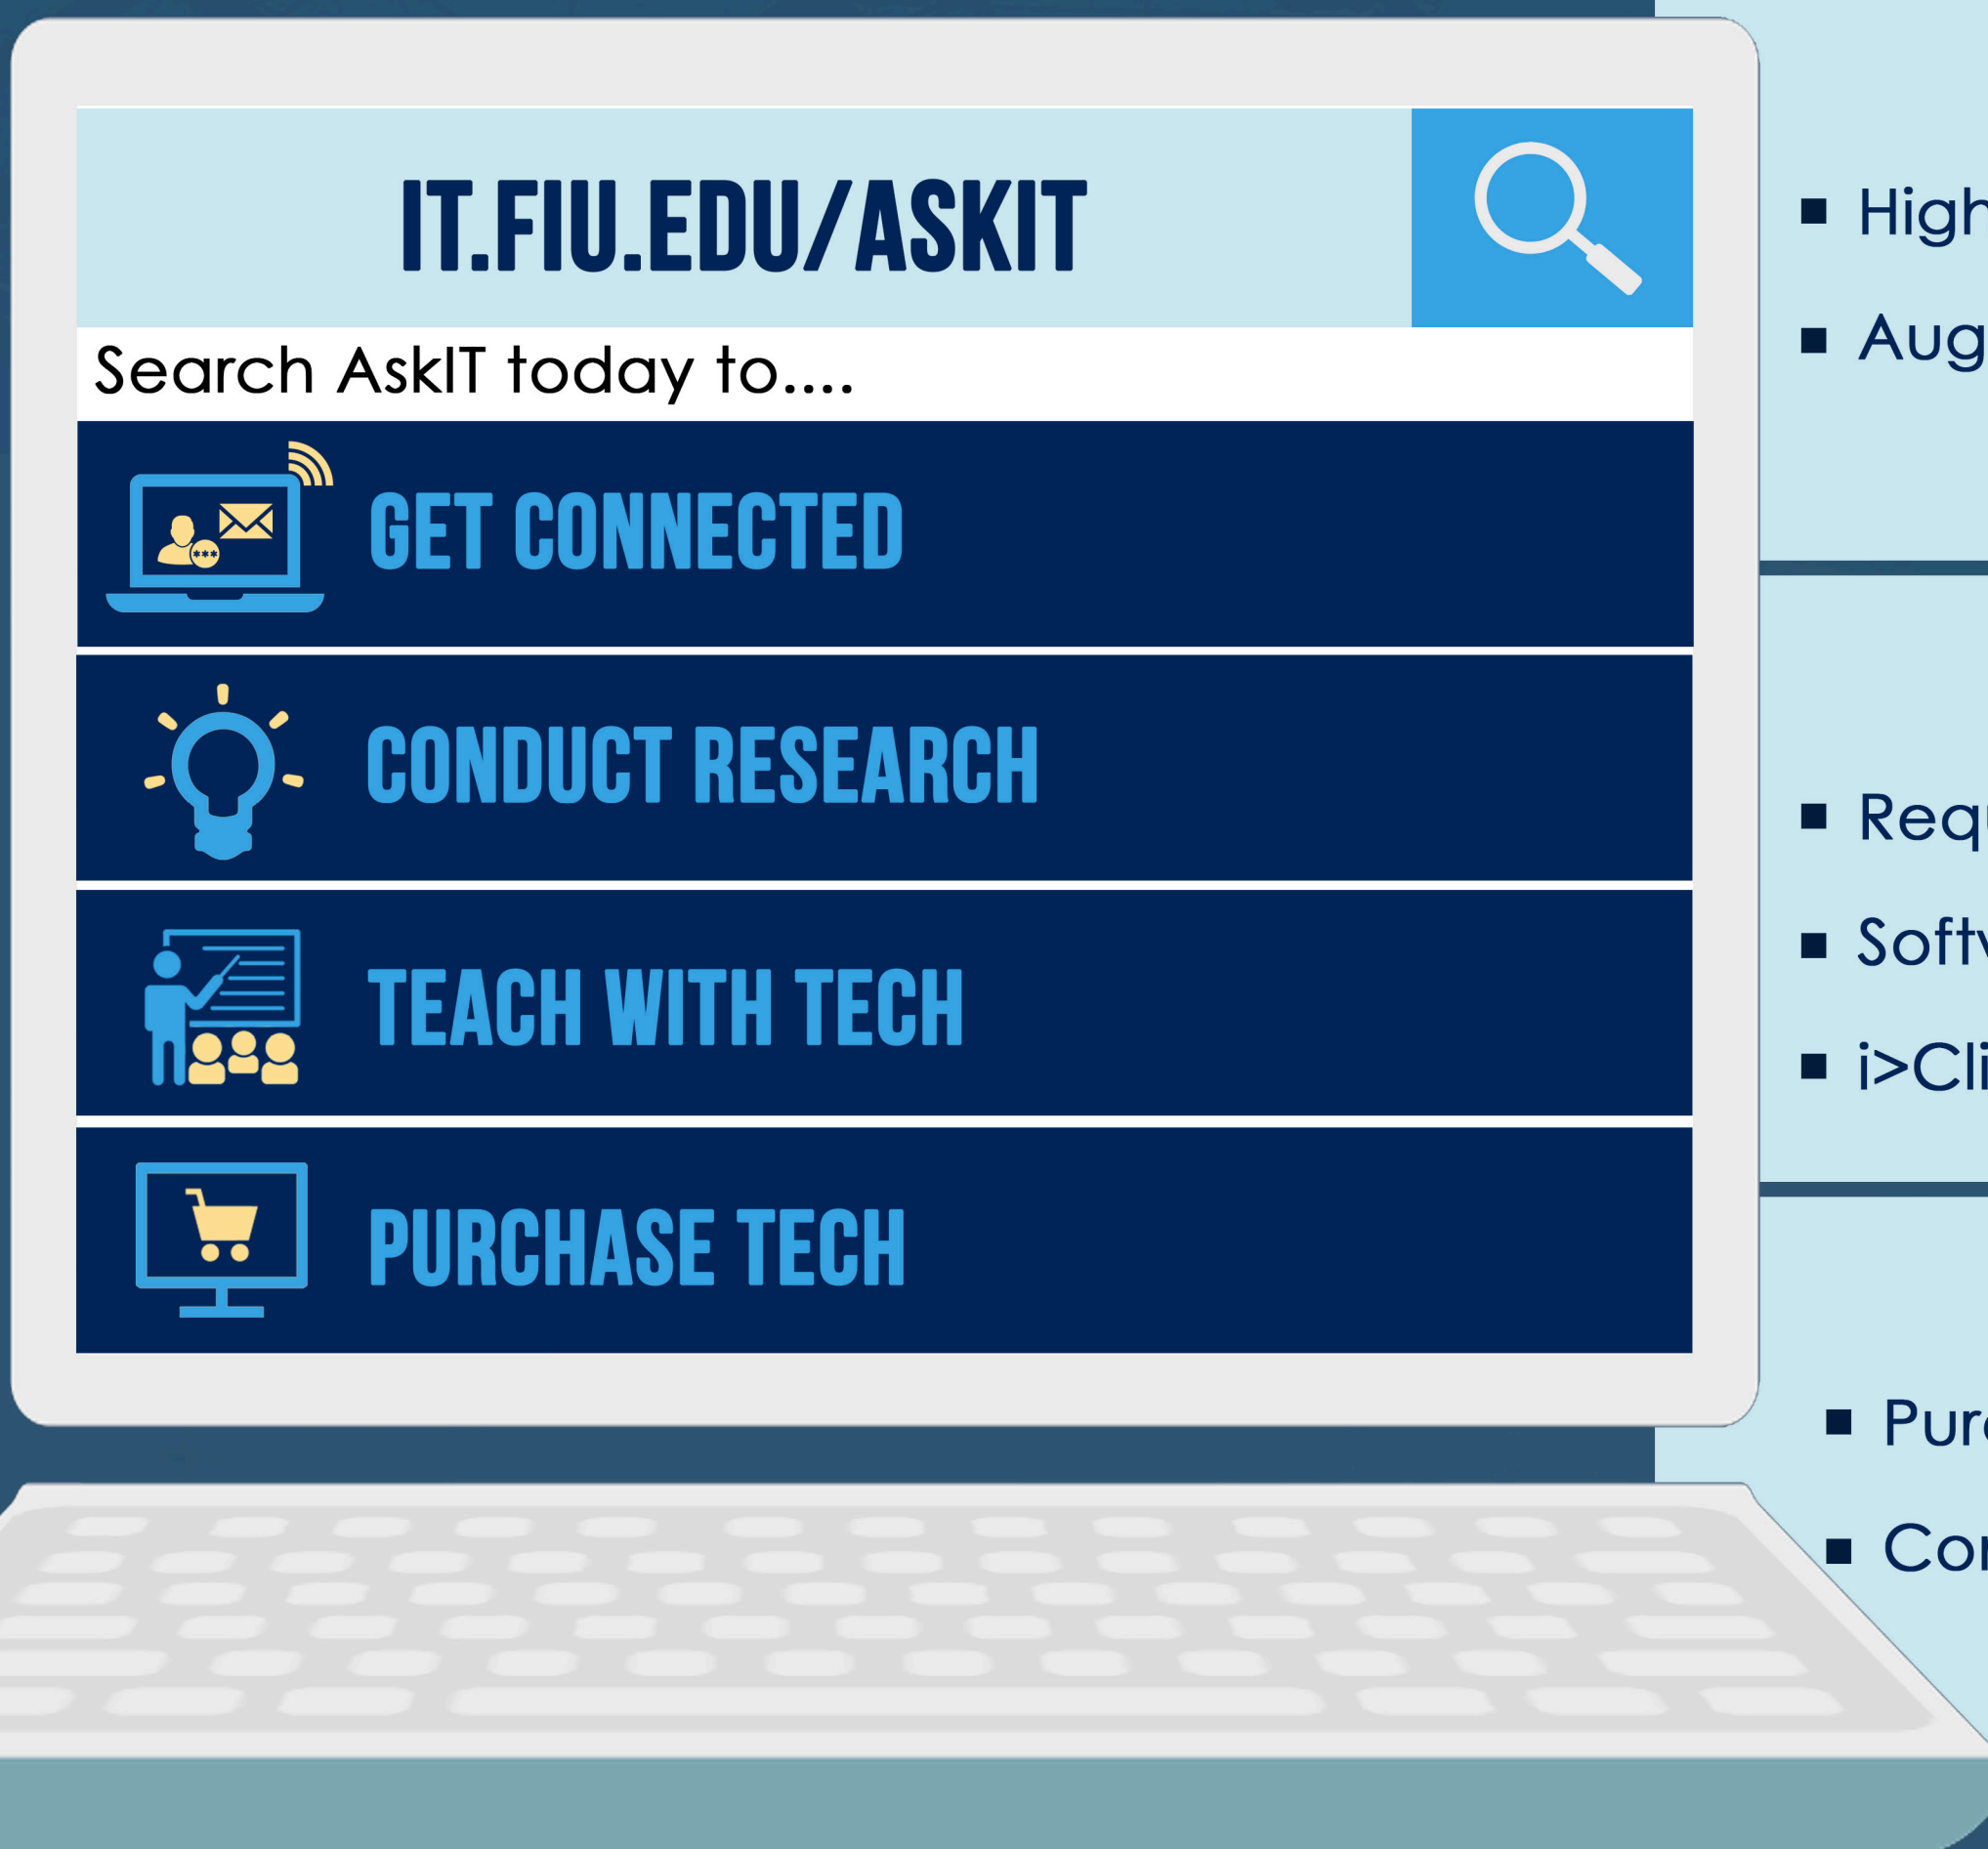 IT.FIU.EDU/ASKIT
Search AskIT today to....
GET CONNECTED
CONDUCT RESEARCH
TEACH WITH TECH
PURCHASE TECH